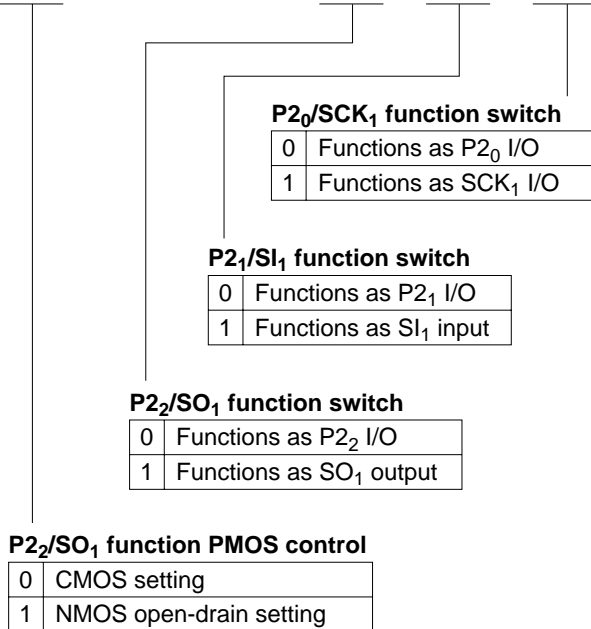 P2₀/SCK₁ function switch
0 Functions as P2₀ I/O
1 Functions as SCK₁ I/O
P2₁/SI₁ function switch
0 Functions as P2₁ I/O
1 Functions as SI₁ input
P2₂/SO₁ function switch
0 Functions as P2₂ I/O
1 Functions as SO₁ output
P2₂/SO₁ function PMOS control
0 CMOS setting
1 NMOS open-drain setting